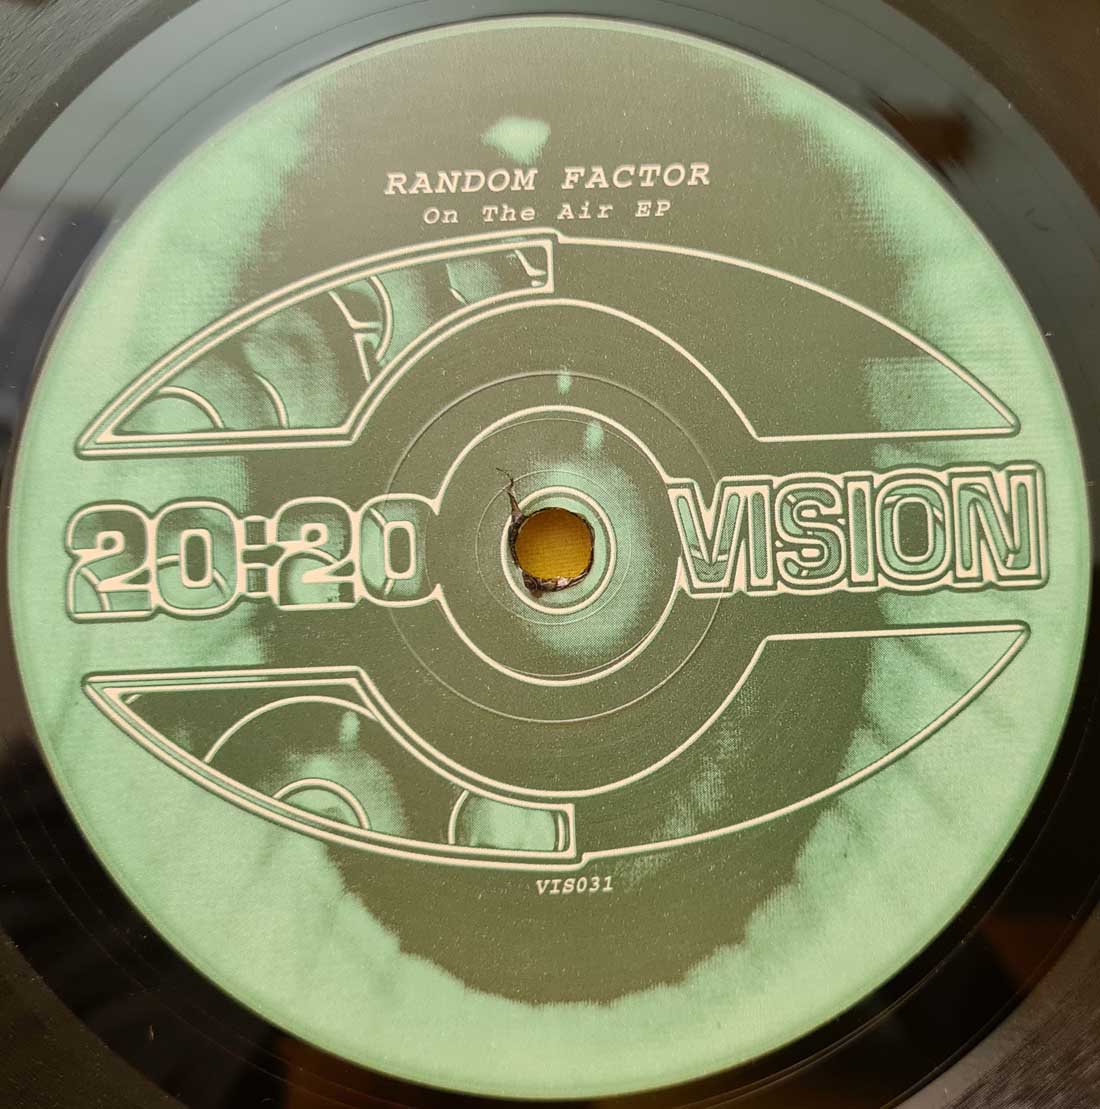 RANDOM FACTOR
On The Air EP
20:20 VISION
VIS031